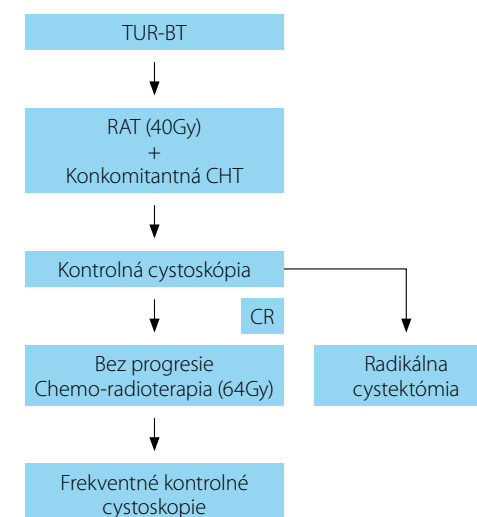 TUR-BT
RAT (40Gy)
+
Konkomitantná CHT
Kontrolná cystoskópia
CR
Bez progresie
Chemo-radioterapia (64Gy)
Radikálna
cystektómia
Frekventné kontrolné
cystoskopie